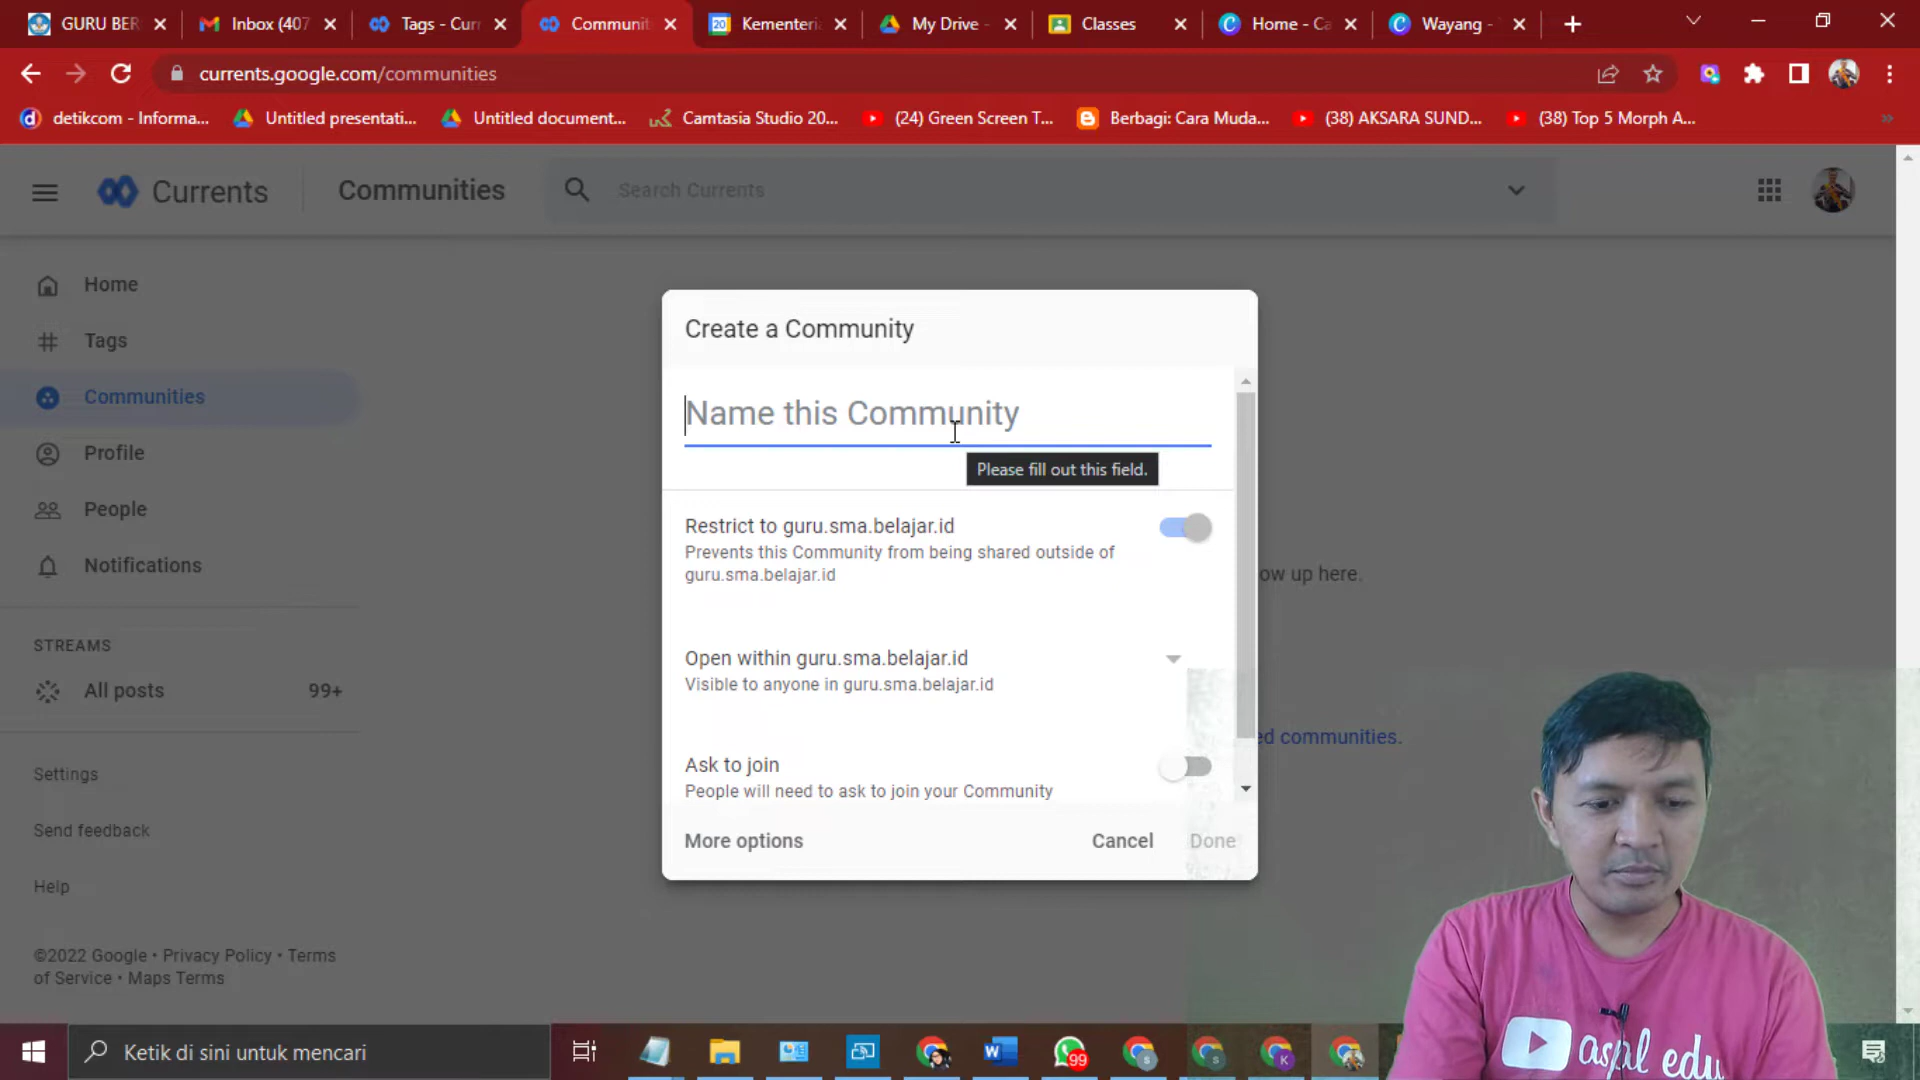 GURU BER
Inbox (407
Tags - Curr
Communit
Kementeri
My Drive -
Classes
Home - Ca
Wayang -
currents.google.com/communities
detikcom - Informa...
Untitled presentati...
Untitled document...
Camtasia Studio 20...
(24) Green Screen T...
Berbagi: Cara Muda...
(38) AKSARA SUND...
(38) Top 5 Morph A...
Currents
Communities
Search Currents
Home
Tags
Communities
Profile
People
Notifications
STREAMS
All posts
99+
Settings
Send feedback
Help
©2022 Google • Privacy Policy • Terms
of Service • Maps Terms
Create a Community
Name this Community
Please fill out this field.
Restrict to guru.sma.belajar.id
Prevents this Community from being shared outside of
guru.sma.belajar.id
Open within guru.sma.belajar.id
Visible to anyone in guru.sma.belajar.id
Ask to join
People will need to ask to join your Community
More options
Cancel
Done
ow up here.
ed communities.
Ketik di sini untuk mencari
99
aspal edu